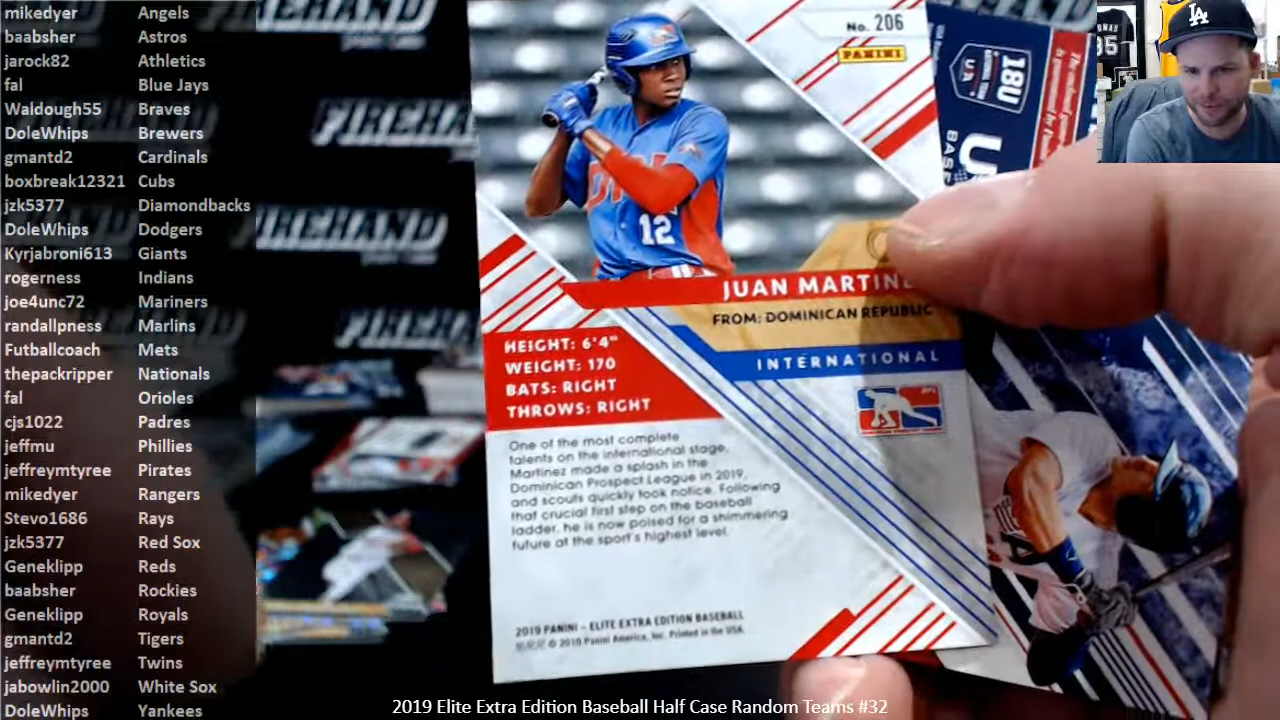 mikedyer Angels
baabsher Astros
jarock82 Athletics
fal Blue Jays
Waldough55 Braves
DoleWhips Brewers
gmantd2 Cardinals
boxbreak12321 Cubs
jzk5377 Diamondbacks
DoleWhips Dodgers
Kyrjabroni613 Giants
rogerness Indians
joe4unc72 Mariners
randallpness Marlins
Futballcoach Mets
thepackripper Nationals
fal Orioles
cjs1022 Padres
jeffmu Phillies
jeffreymtyree Pirates
mikedyer Rangers
Stevo1686 Rays
jzk5377 Red Sox
Geneklipp Reds
baabsher Rockies
Geneklipp Royals
gmantd2 Tigers
jeffreymtyree Twins
jabowlin2000 White Sox
DoleWhips Yankees
FIREHAND
No. 206
PANINI
12
JUAN MARTIN
FROM: DOMINICAN REPUBLIC
INTERNATIONAL
HEIGHT: 6'4"
WEIGHT: 170
BATS: RIGHT
THROWS: RIGHT
One of the most complete
talents on the international stage,
Martinez made a splash in the
Dominican Prospect League in 2019,
and scouts quickly took notice. Following
that crucial first step on the baseball
ladder, he is now poised for a shimmering
future at the sport's highest level.
2019 PANINI – ELITE EXTRA EDITION BASEBALL
© 2019 Panini America, Inc. Printed in the USA.
18U
LA
2019 Elite Extra Edition Baseball Half Case Random Teams #32